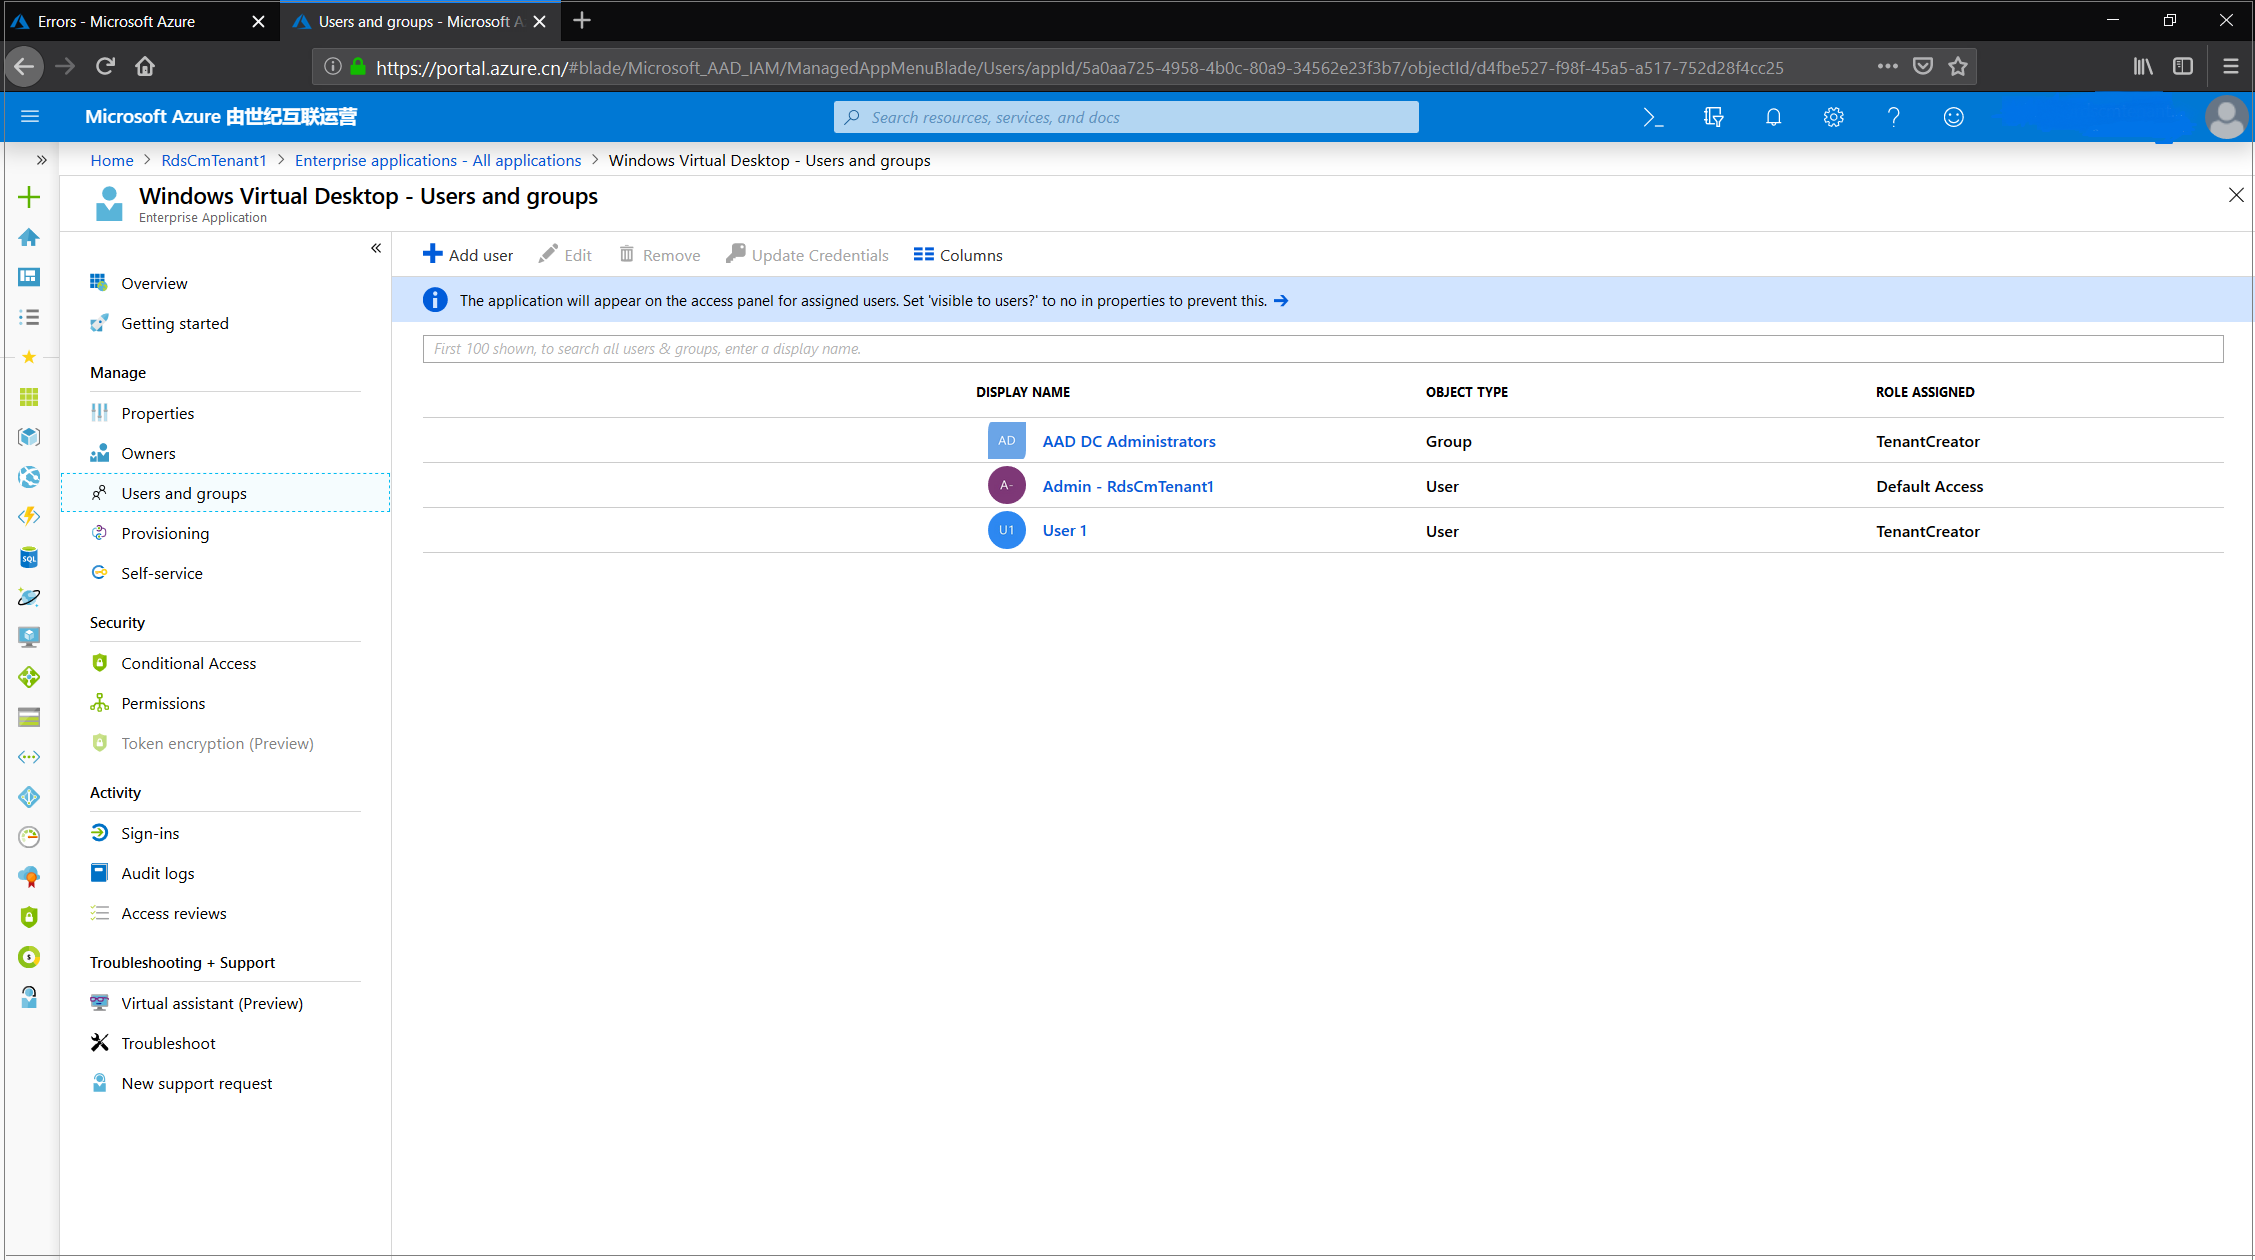 Errors - Microsoft Azure
Users and groups - Microsoft A
https://portal.azure.cn/#blade/Microsoft_AAD_IAM/ManagedAppMenuBlade/Users/appId/5a0aa725-4958-4b0c-80a9-34562e23f3b7/objectId/d4fbe527-f98f-45a5-a517-752d28f4cc25
Microsoft Azure 由世纪互联运营
Search resources, services, and docs
Home > RdsCmTenant1 > Enterprise applications - All applications > Windows Virtual Desktop - Users and groups
Windows Virtual Desktop - Users and groups
Enterprise Application
Overview
Getting started
Manage
Properties
Owners
Users and groups
Provisioning
Self-service
Security
Conditional Access
Permissions
Token encryption (Preview)
Activity
Sign-ins
Audit logs
Access reviews
Troubleshooting + Support
Virtual assistant (Preview)
Troubleshoot
New support request
Add user Edit Remove Update Credentials Columns
The application will appear on the access panel for assigned users. Set 'visible to users?' to no in properties to prevent this.
First 100 shown, to search all users & groups, enter a display name.
DISPLAY NAME OBJECT TYPE ROLE ASSIGNED
AD AAD DC Administrators Group TenantCreator
A- Admin - RdsCmTenant1 User Default Access
U1 User 1 User TenantCreator
SQL